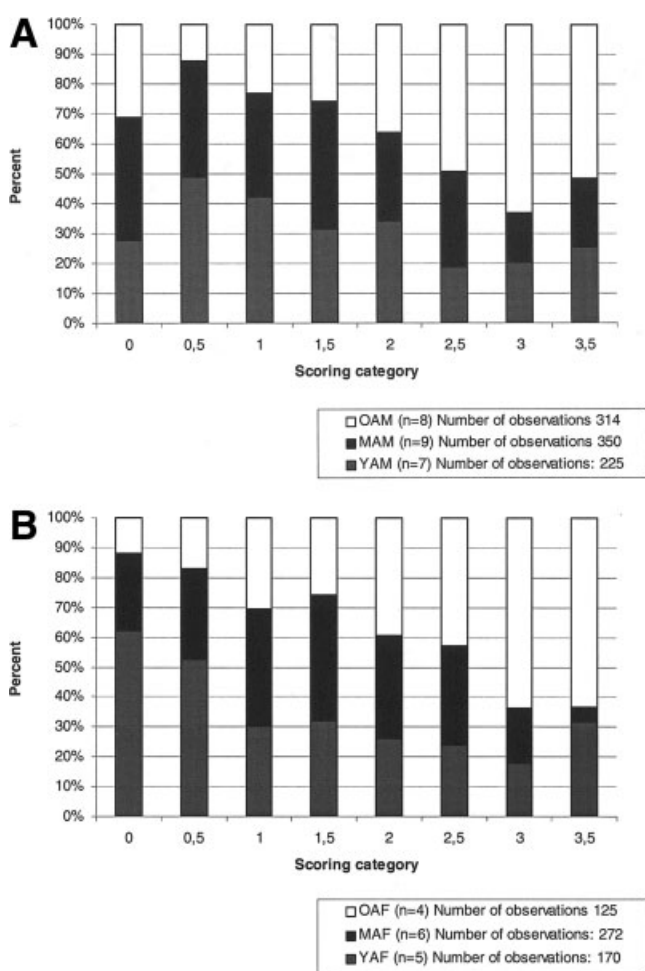 A
100%
90%
80%
70%
60%
50%
40%
30%
20%
10%
0%
Percent
0 0,5 1 1,5 2 2,5 3 3,5
Scoring category
OAM (n=8) Number of observations 314
MAM (n=9) Number of observations 350
YAM (n=7) Number of observations: 225
B
100%
90%
80%
70%
60%
50%
40%
30%
20%
10%
0%
Percent
0 0,5 1 1,5 2 2,5 3 3,5
Scoring category
OAF (n=4) Number of observations 125
MAF (n=6) Number of observations: 272
YAF (n=5) Number of observations: 170